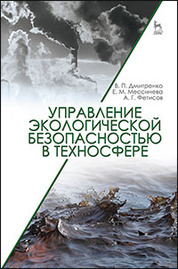 В. П. Дмитренко
Е. М. Мессинева
А. Г. Фетисов
УПРАВЛЕНИЕ
ЭКОЛОГИЧЕСКОЙ
БЕЗОПАСНОСТЬЮ
В ТЕХНОСФЕРЕ